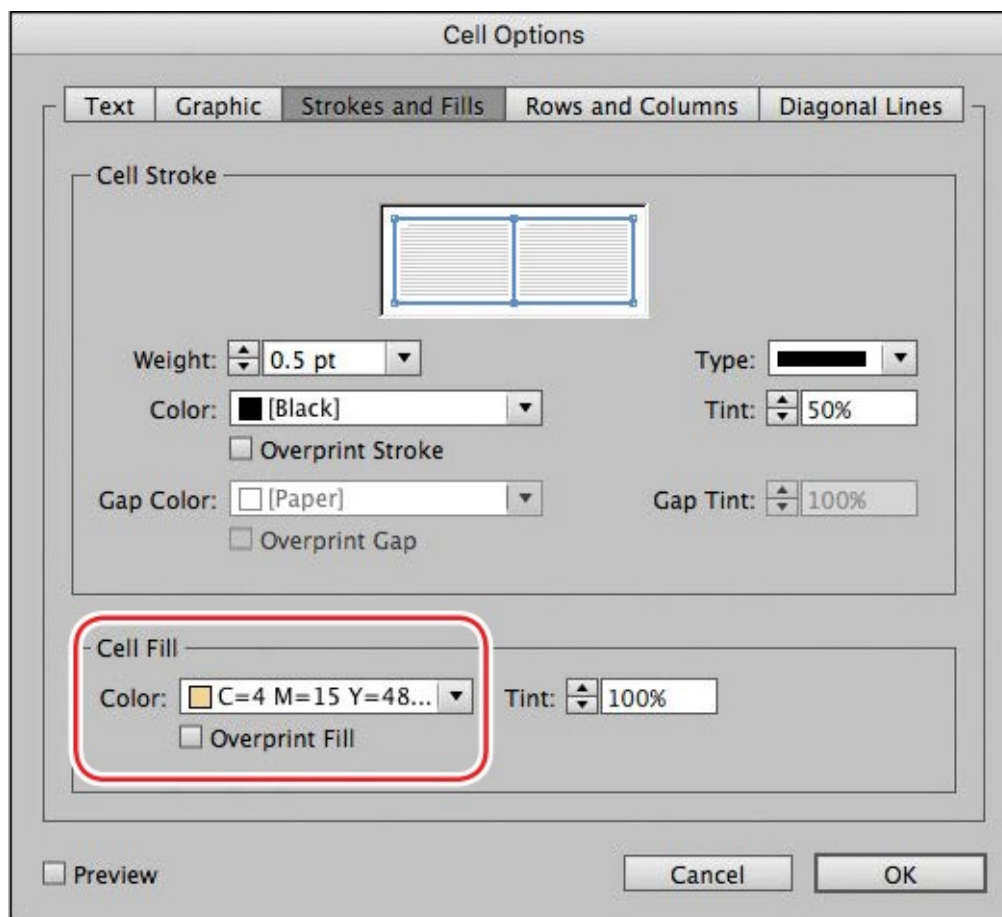 Cell Options
Text Graphic Strokes and Fills Rows and Columns Diagonal Lines
Cell Stroke
Weight: 0.5 pt Type:
Color: [Black] Tint: 50%
Overprint Stroke
Gap Color: [Paper] Gap Tint: 100%
Overprint Gap
Cell Fill
Color: C=4 M=15 Y=48... Tint: 100%
Overprint Fill
Preview Cancel OK